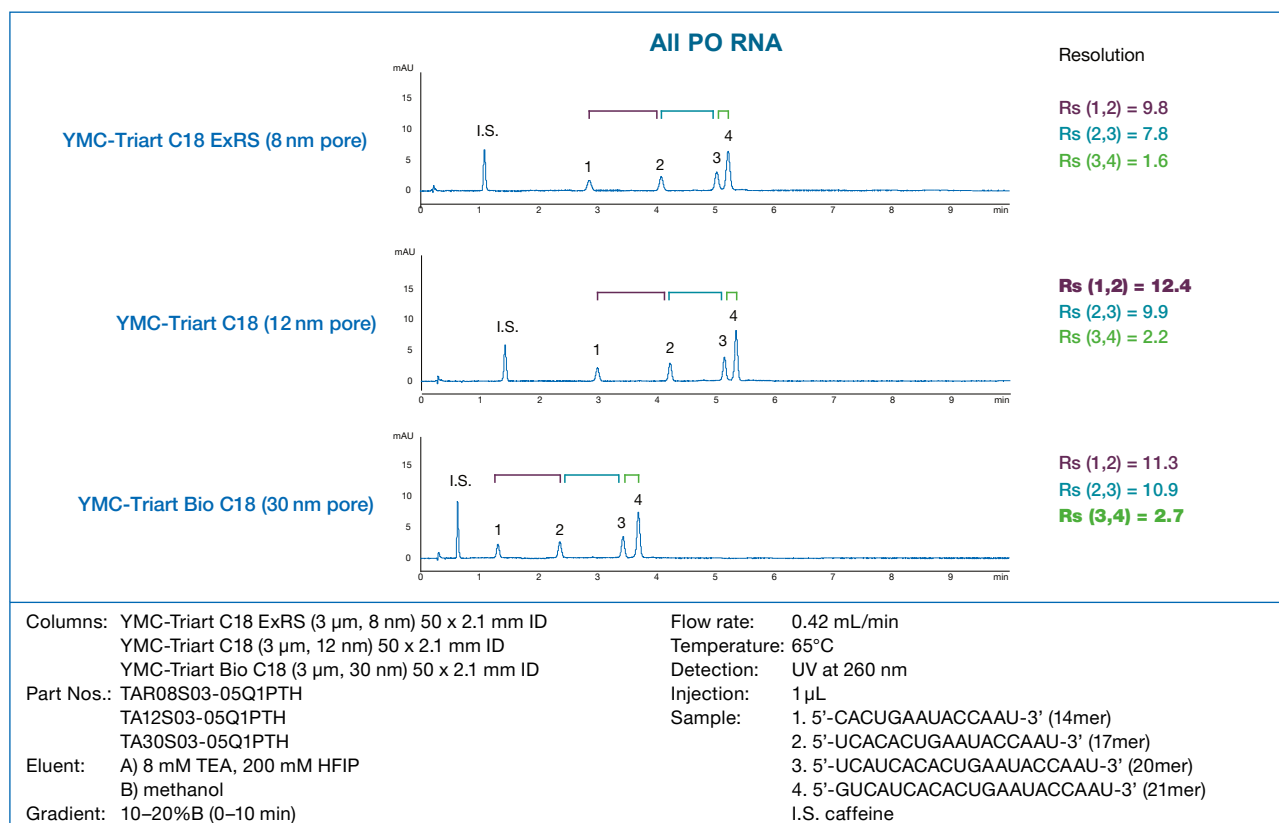 All PO RNA
Resolution
YMC-Triart C18 ExRS (8 nm pore)
mAU
15
10
5
0
I.S.
1
2
3
4
0 1 2 3 4 5 6 7 8 9 min
Rs (1,2) = 9.8
Rs (2,3) = 7.8
Rs (3,4) = 1.6
YMC-Triart C18 (12 nm pore)
mAU
15
10
5
0
I.S.
1
2
3
4
0 1 2 3 4 5 6 7 8 9 min
Rs (1,2) = 12.4
Rs (2,3) = 9.9
Rs (3,4) = 2.2
YMC-Triart Bio C18 (30 nm pore)
mAU
15
10
5
0
I.S.
1
2
3
4
0 1 2 3 4 5 6 7 8 9 min
Rs (1,2) = 11.3
Rs (2,3) = 10.9
Rs (3,4) = 2.7
Columns: YMC-Triart C18 ExRS (3 µm, 8 nm) 50 x 2.1 mm ID
YMC-Triart C18 (3 µm, 12 nm) 50 x 2.1 mm ID
YMC-Triart Bio C18 (3 µm, 30 nm) 50 x 2.1 mm ID
Part Nos.: TAR08S03-05Q1PTH
TA12S03-05Q1PTH
TA30S03-05Q1PTH
Eluent: A) 8 mM TEA, 200 mM HFIP
B) methanol
Gradient: 10–20%B (0–10 min)
Flow rate: 0.42 mL/min
Temperature: 65°C
Detection: UV at 260 nm
Injection: 1 µL
Sample: 1. 5'-CACUGAAUACCAAU-3' (14mer)
2. 5'-UCACACUGAAUACCAAU-3' (17mer)
3. 5'-UCAUCACACUGAAUACCAAU-3' (20mer)
4. 5'-GUCAUCACACUGAAUACCAAU-3' (21mer)
I.S. caffeine